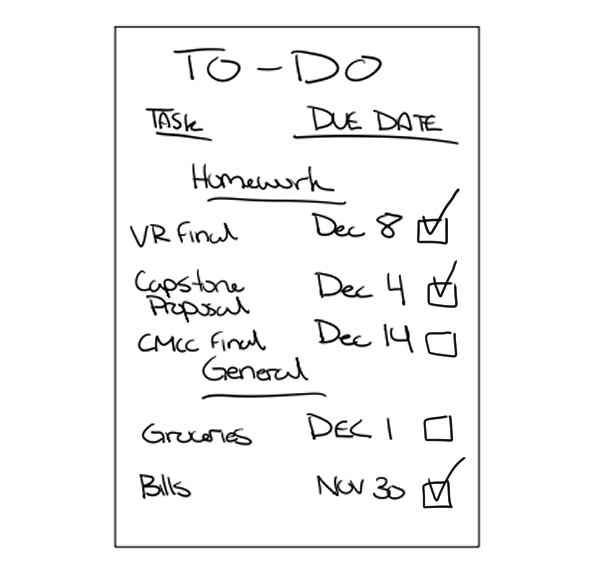 TO-DO
TASK DUE DATE
Homework
VR Final Dec 8
Capstone Proposal Dec 4
CMCC Final Dec 14
General
Groceries DEC 1
Bills Nov 30